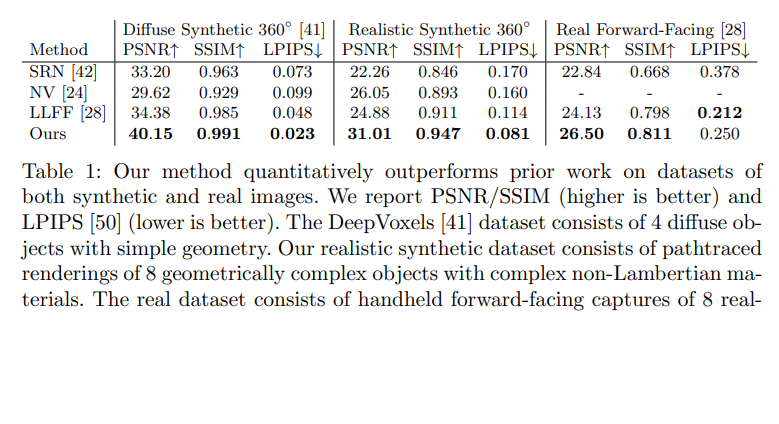 Diffuse Synthetic 360° [41] Realistic Synthetic 360° Real Forward-Facing [28]
Method PSNR↑ SSIM↑ LPIPS↓ PSNR↑ SSIM↑ LPIPS↓ PSNR↑ SSIM↑ LPIPS↓
SRN [42] 33.20 0.963 0.073 22.26 0.846 0.170 22.84 0.668 0.378
NV [24] 29.62 0.929 0.099 26.05 0.893 0.160 - - -
LLFF [28] 34.38 0.985 0.048 24.88 0.911 0.114 24.13 0.798 0.212
Ours 40.15 0.991 0.023 31.01 0.947 0.081 26.50 0.811 0.250
Table 1: Our method quantitatively outperforms prior work on datasets of
both synthetic and real images. We report PSNR/SSIM (higher is better) and
LPIPS [50] (lower is better). The DeepVoxels [41] dataset consists of 4 diffuse ob-
jects with simple geometry. Our realistic synthetic dataset consists of pathtraced
renderings of 8 geometrically complex objects with complex non-Lambertian ma-
terials. The real dataset consists of handheld forward-facing captures of 8 real-